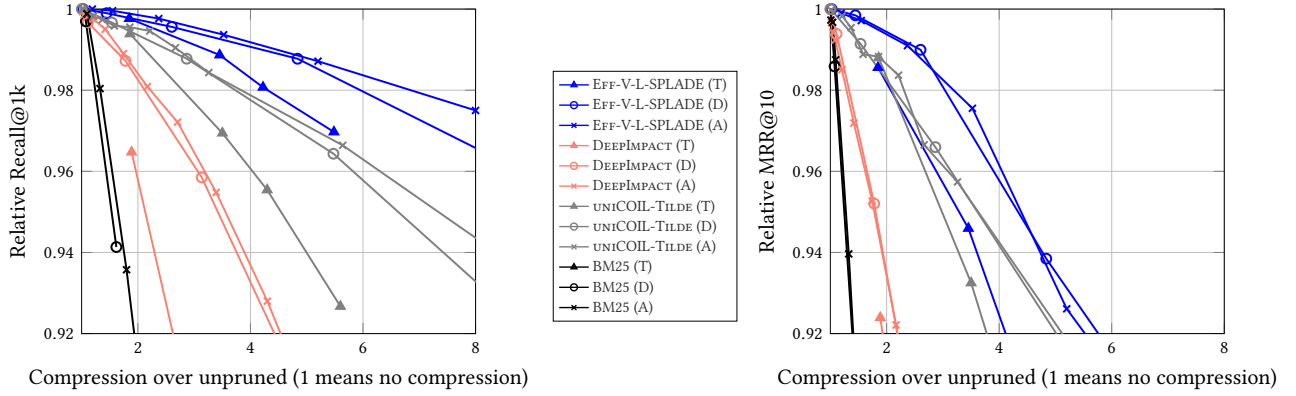 Relative Recall@1k
1
0.98
0.96
0.94
0.92
2 4 6 8
Compression over unpruned (1 means no compression)
Eff-V-L-SPLADE (T)
Eff-V-L-SPLADE (D)
Eff-V-L-SPLADE (A)
DeepImpact (T)
DeepImpact (D)
DeepImpact (A)
uniCOIL-Tilde (T)
uniCOIL-Tilde (D)
uniCOIL-Tilde (A)
BM25 (T)
BM25 (D)
BM25 (A)
Relative MRR@10
1
0.98
0.96
0.94
0.92
2 4 6 8
Compression over unpruned (1 means no compression)